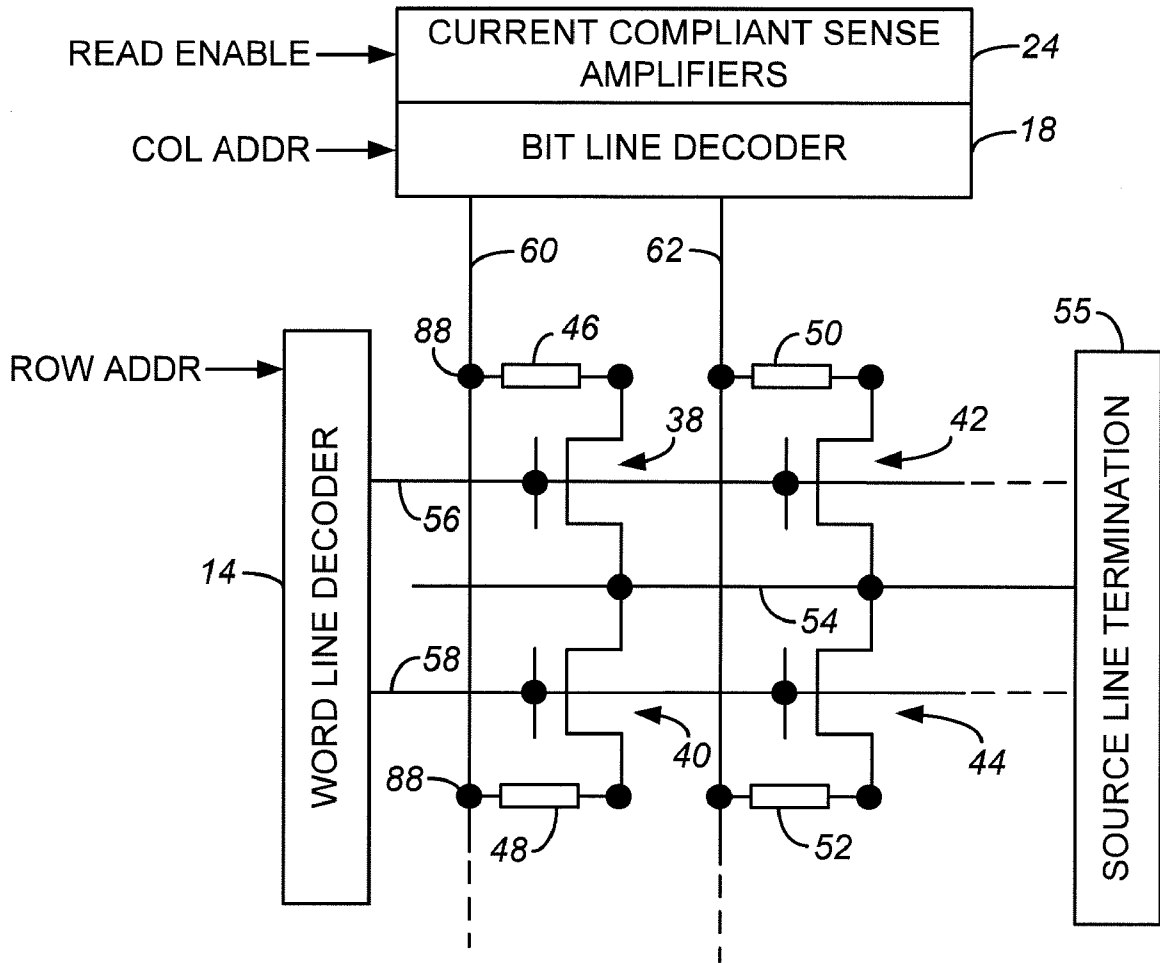 READ ENABLE
CURRENT COMPLIANT SENSE
AMPLIFIERS
24
COL ADDR
BIT LINE DECODER
18
60
62
55
ROW ADDR
88
46
50
38
42
56
14
WORD LINE DECODER
54
SOURCE LINE TERMINATION
58
40
44
88
48
52